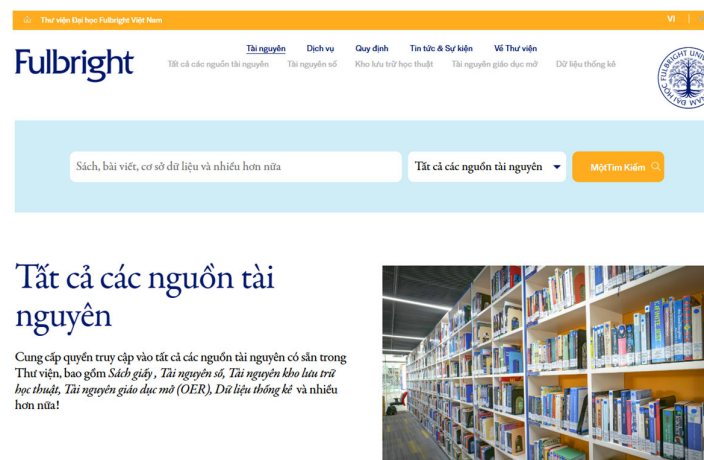 Thư viện Đại học Fulbright Việt Nam
VI
Fulbright
Tài nguyên Dịch vụ Quy định Tin tức & Sự kiện Về Thư viện
Tất cả các nguồn tài nguyên Tài nguyên số Kho lưu trữ học thuật Tài nguyên giáo dục mở Dữ liệu thống kê
Sách, bài viết, cơ sở dữ liệu và nhiều hơn nữa
Tất cả các nguồn tài nguyên
MộtTìm Kiếm
Tất cả các nguồn tài
nguyên
Cung cấp quyền truy cập vào tất cả các nguồn tài nguyên có sẵn trong
Thư viện, bao gồm Sách giấy , Tài nguyên số, Tài nguyên kho lưu trữ
học thuật, Tài nguyên giáo dục mở (OER), Dữ liệu thống kê và nhiều
hơn nữa!